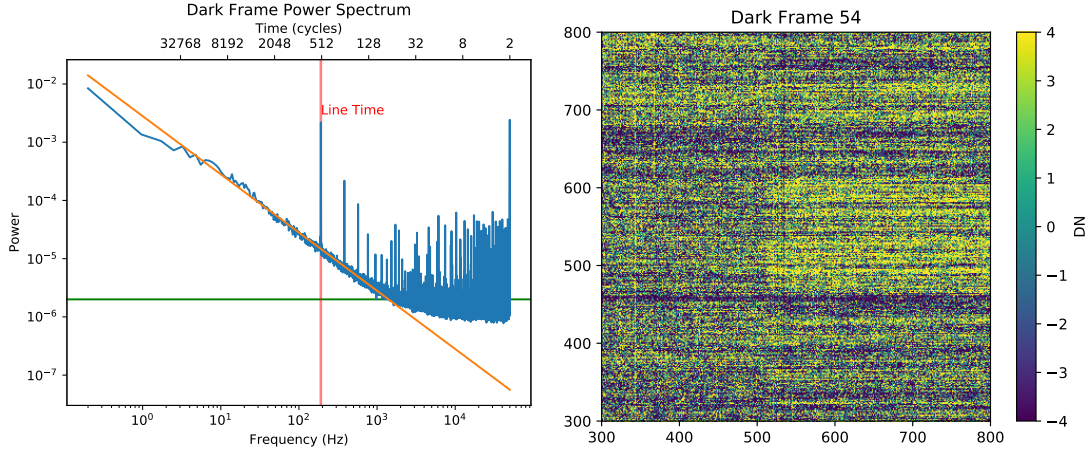 Dark Frame Power Spectrum
Time (cycles)
32768 8192 2048 512 128 32 8 2
Line Time
Power
10⁻² 10⁻³ 10⁻⁴ 10⁻⁵ 10⁻⁶ 10⁻⁷
10⁰ 10¹ 10² 10³ 10⁴
Frequency (Hz)
Dark Frame 54
800
700
600
500
400
300
300 400 500 600 700 800
4
3
2
1
0
−1
−2
−3
−4
DN